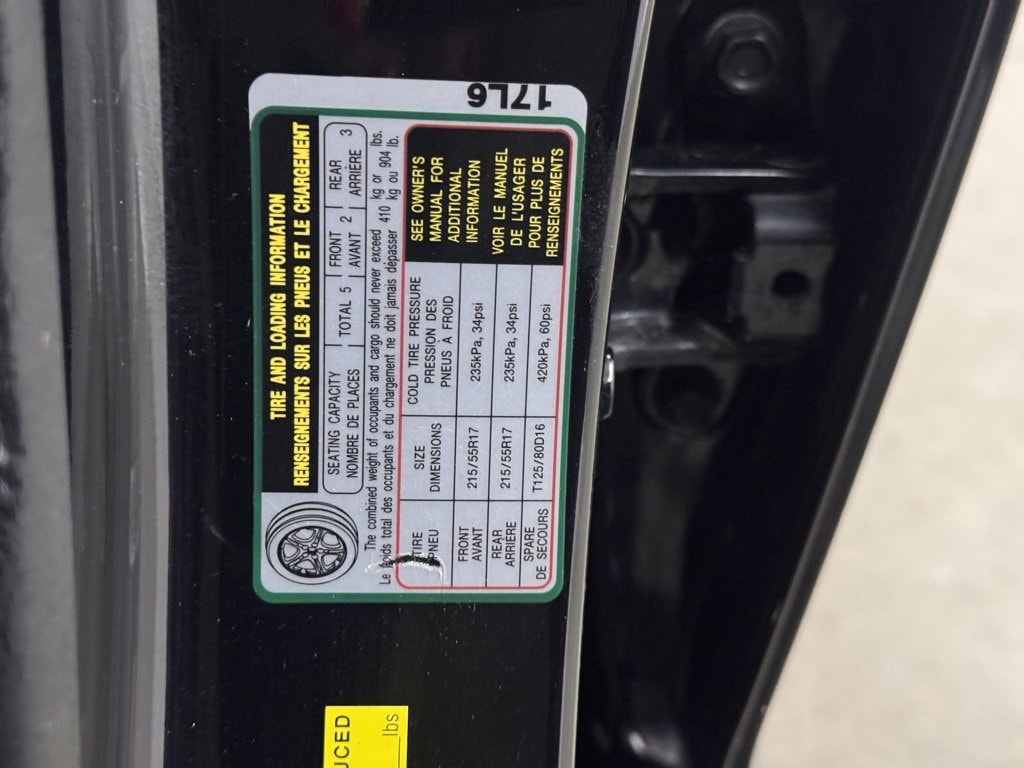 17L6
TIRE AND LOADING INFORMATION
RENSEIGNEMENTS SUR LES PNEUS ET LE CHARGEMENT
SEATING CAPACITY TOTAL 5 FRONT 2 REAR 3
NOMBRE DE PLACES AVANT ARRIÈRE
The combined weight of occupants and cargo should never exceed 410 kg or 904 lbs.
Le poids total des occupants et du chargement ne doit jamais dépasser 410 kg ou 904 lb.
TIRE SIZE COLD TIRE PRESSURE
PNEU DIMENSIONS PRESSION DES
PNEUS À FROID
FRONT 215/55R17 235kPa, 34psi
AVANT
REAR 215/55R17 235kPa, 34psi
ARRIÈRE
SPARE T125/80D16 420kPa, 60psi
DE SECOURS
SEE OWNER'S
MANUAL FOR
ADDITIONAL
INFORMATION
VOIR LE MANUEL
DE L'USAGER
POUR PLUS DE
RENSEIGNEMENTS
UCED
lbs